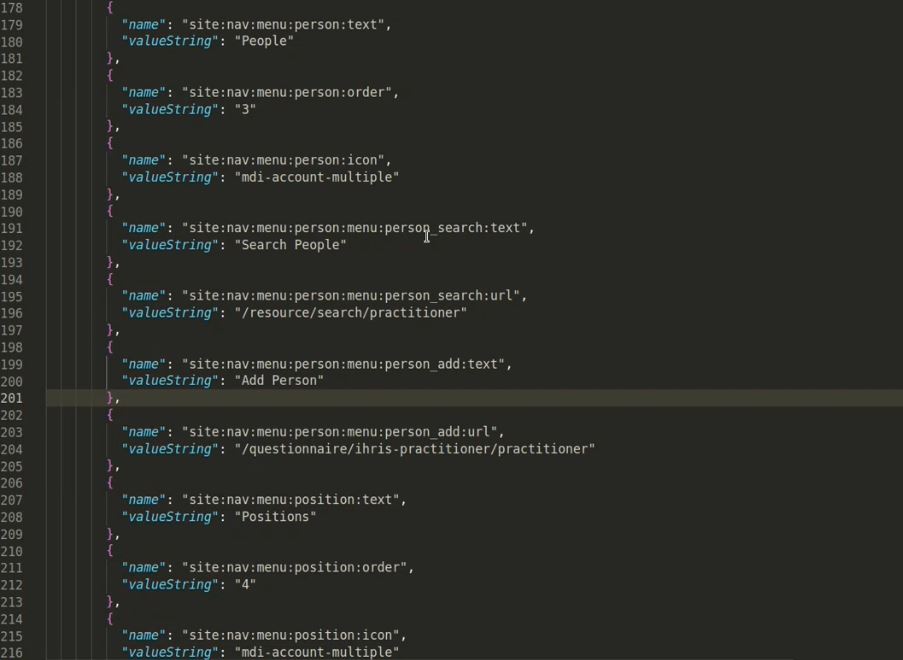 178 {
179 "name": "site:nav:menu:person:text",
180 "valueString": "People"
181 },
182 {
183 "name": "site:nav:menu:person:order",
184 "valueString": "3"
185 },
186 {
187 "name": "site:nav:menu:person:icon",
188 "valueString": "mdi-account-multiple"
189 },
190 {
191 "name": "site:nav:menu:person:menu:person_search:text",
192 "valueString": "Search People"
193 },
194 {
195 "name": "site:nav:menu:person:menu:person_search:url",
196 "valueString": "/resource/search/practitioner"
197 },
198 {
199 "name": "site:nav:menu:person:menu:person_add:text",
200 "valueString": "Add Person"
201 },
202 {
203 "name": "site:nav:menu:person:menu:person_add:url",
204 "valueString": "/questionnaire/ihris-practitioner/practitioner"
205 },
206 {
207 "name": "site:nav:menu:position:text",
208 "valueString": "Positions"
209 },
210 {
211 "name": "site:nav:menu:position:order",
212 "valueString": "4"
213 },
214 {
215 "name": "site:nav:menu:position:icon",
216 "valueString": "mdi-account-multiple"